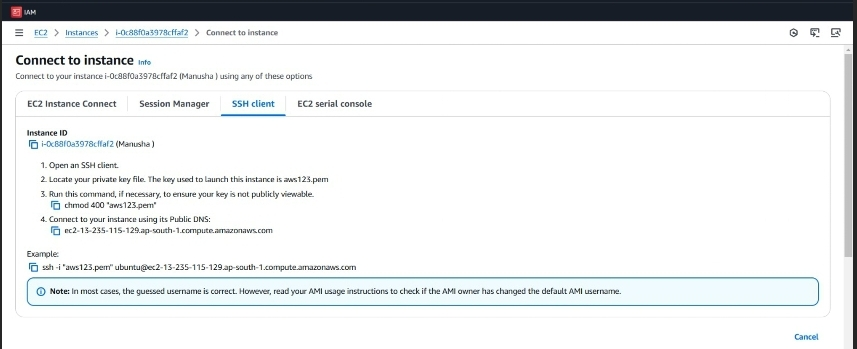 IAM
EC2 > Instances > i-0c88f0a3978cffaf2 > Connect to instance
Connect to instance Info
Connect to your instance i-0c88f0a3978cffaf2 (Manusha ) using any of these options
EC2 Instance Connect Session Manager SSH client EC2 serial console
Instance ID
i-0c88f0a3978cffaf2 (Manusha )
1. Open an SSH client.
2. Locate your private key file. The key used to launch this instance is aws123.pem
3. Run this command, if necessary, to ensure your key is not publicly viewable.
chmod 400 "aws123.pem"
4. Connect to your instance using its Public DNS:
ec2-13-235-115-129.ap-south-1.compute.amazonaws.com
Example:
ssh -i "aws123.pem" ubuntu@ec2-13-235-115-129.ap-south-1.compute.amazonaws.com
Note: In most cases, the guessed username is correct. However, read your AMI usage instructions to check if the AMI owner has changed the default AMI username.
Cancel